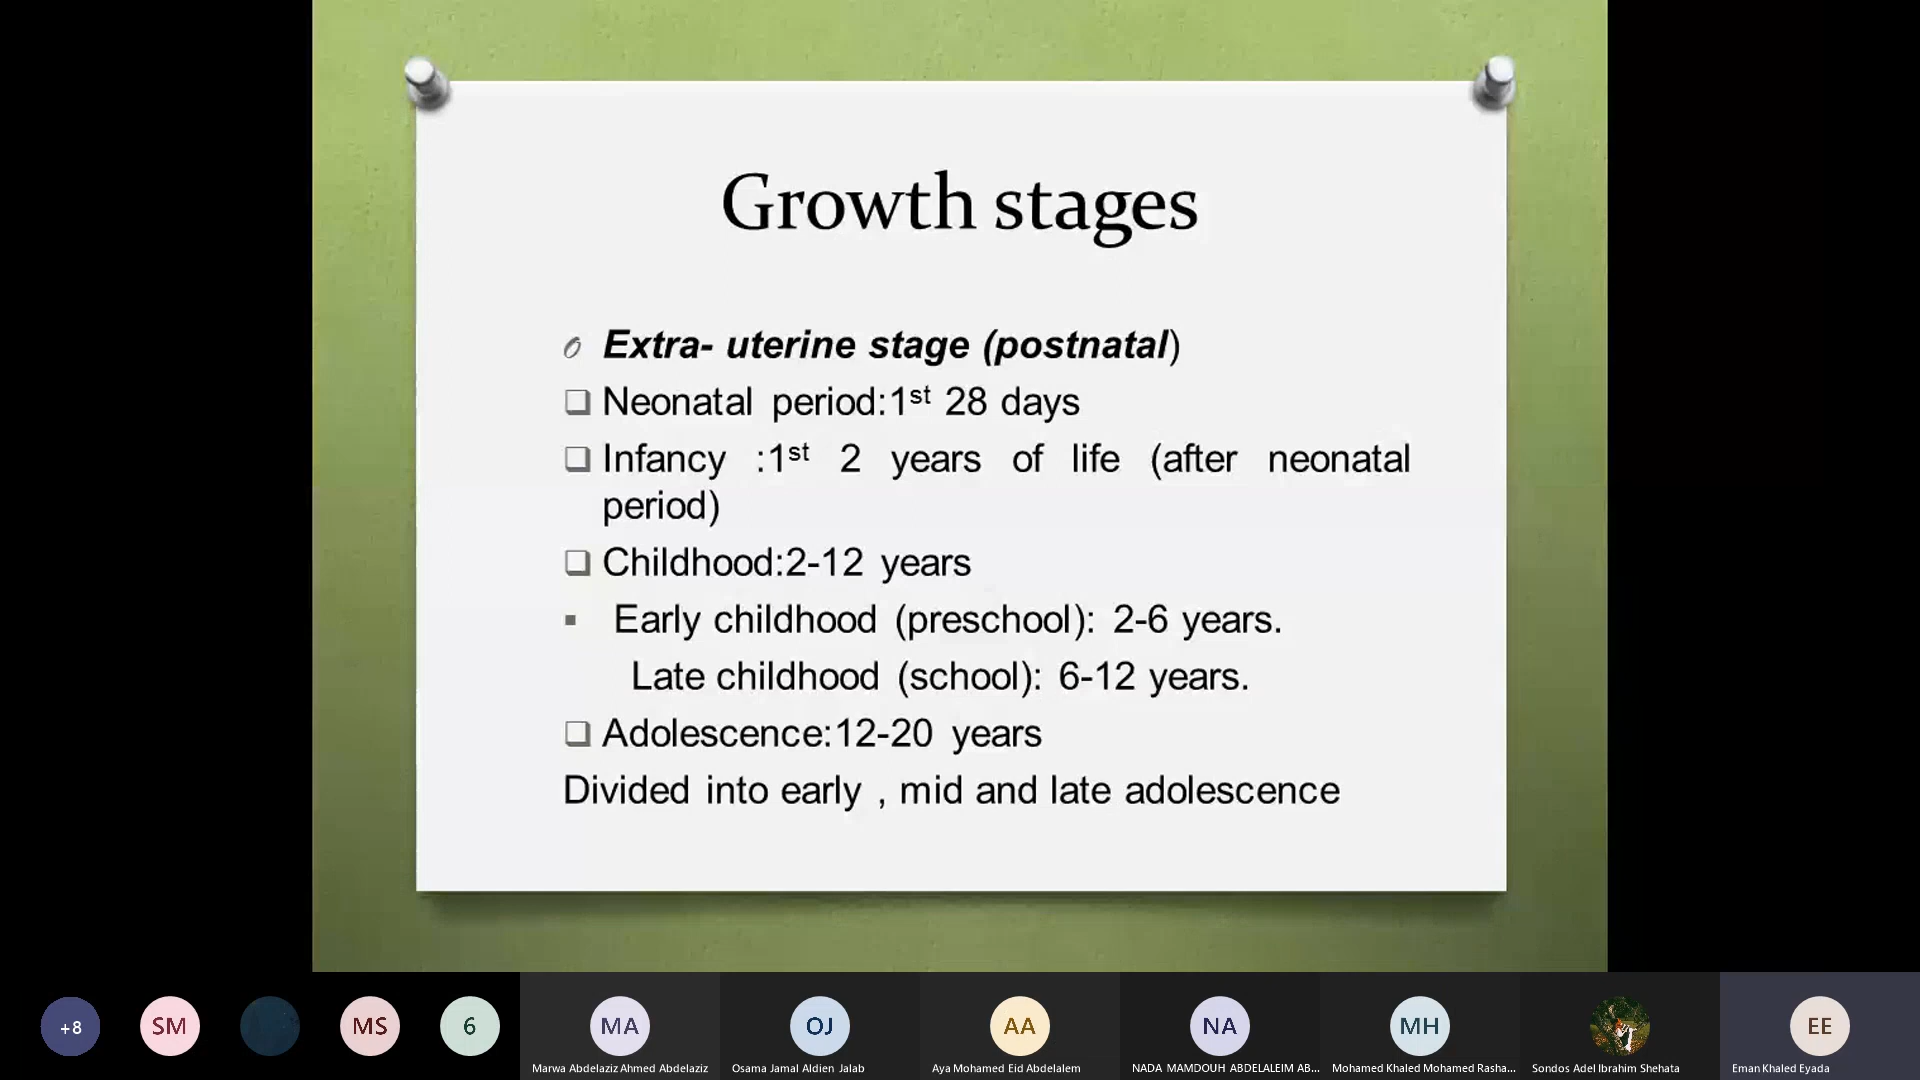 Growth stages
Extra- uterine stage (postnatal)
Neonatal period:1st 28 days
Infancy :1st 2 years of life (after neonatal
period)
Childhood:2-12 years
Early childhood (preschool): 2-6 years.
Late childhood (school): 6-12 years.
Adolescence:12-20 years
Divided into early , mid and late adolescence
+8
SM
MS
6
MA
OJ
AA
NA
MH
EE
Marwa Abdelaziz Ahmed Abdelaziz
Osama Jamal Aldien Jalab
Aya Mohamed Eid Abdelalem
NADA MAMDOUH ABDELALEIM AB...
Mohamed Khaled Mohamed Rasha...
Sondos Adel Ibrahim Shehata
Eman Khaled Eyada